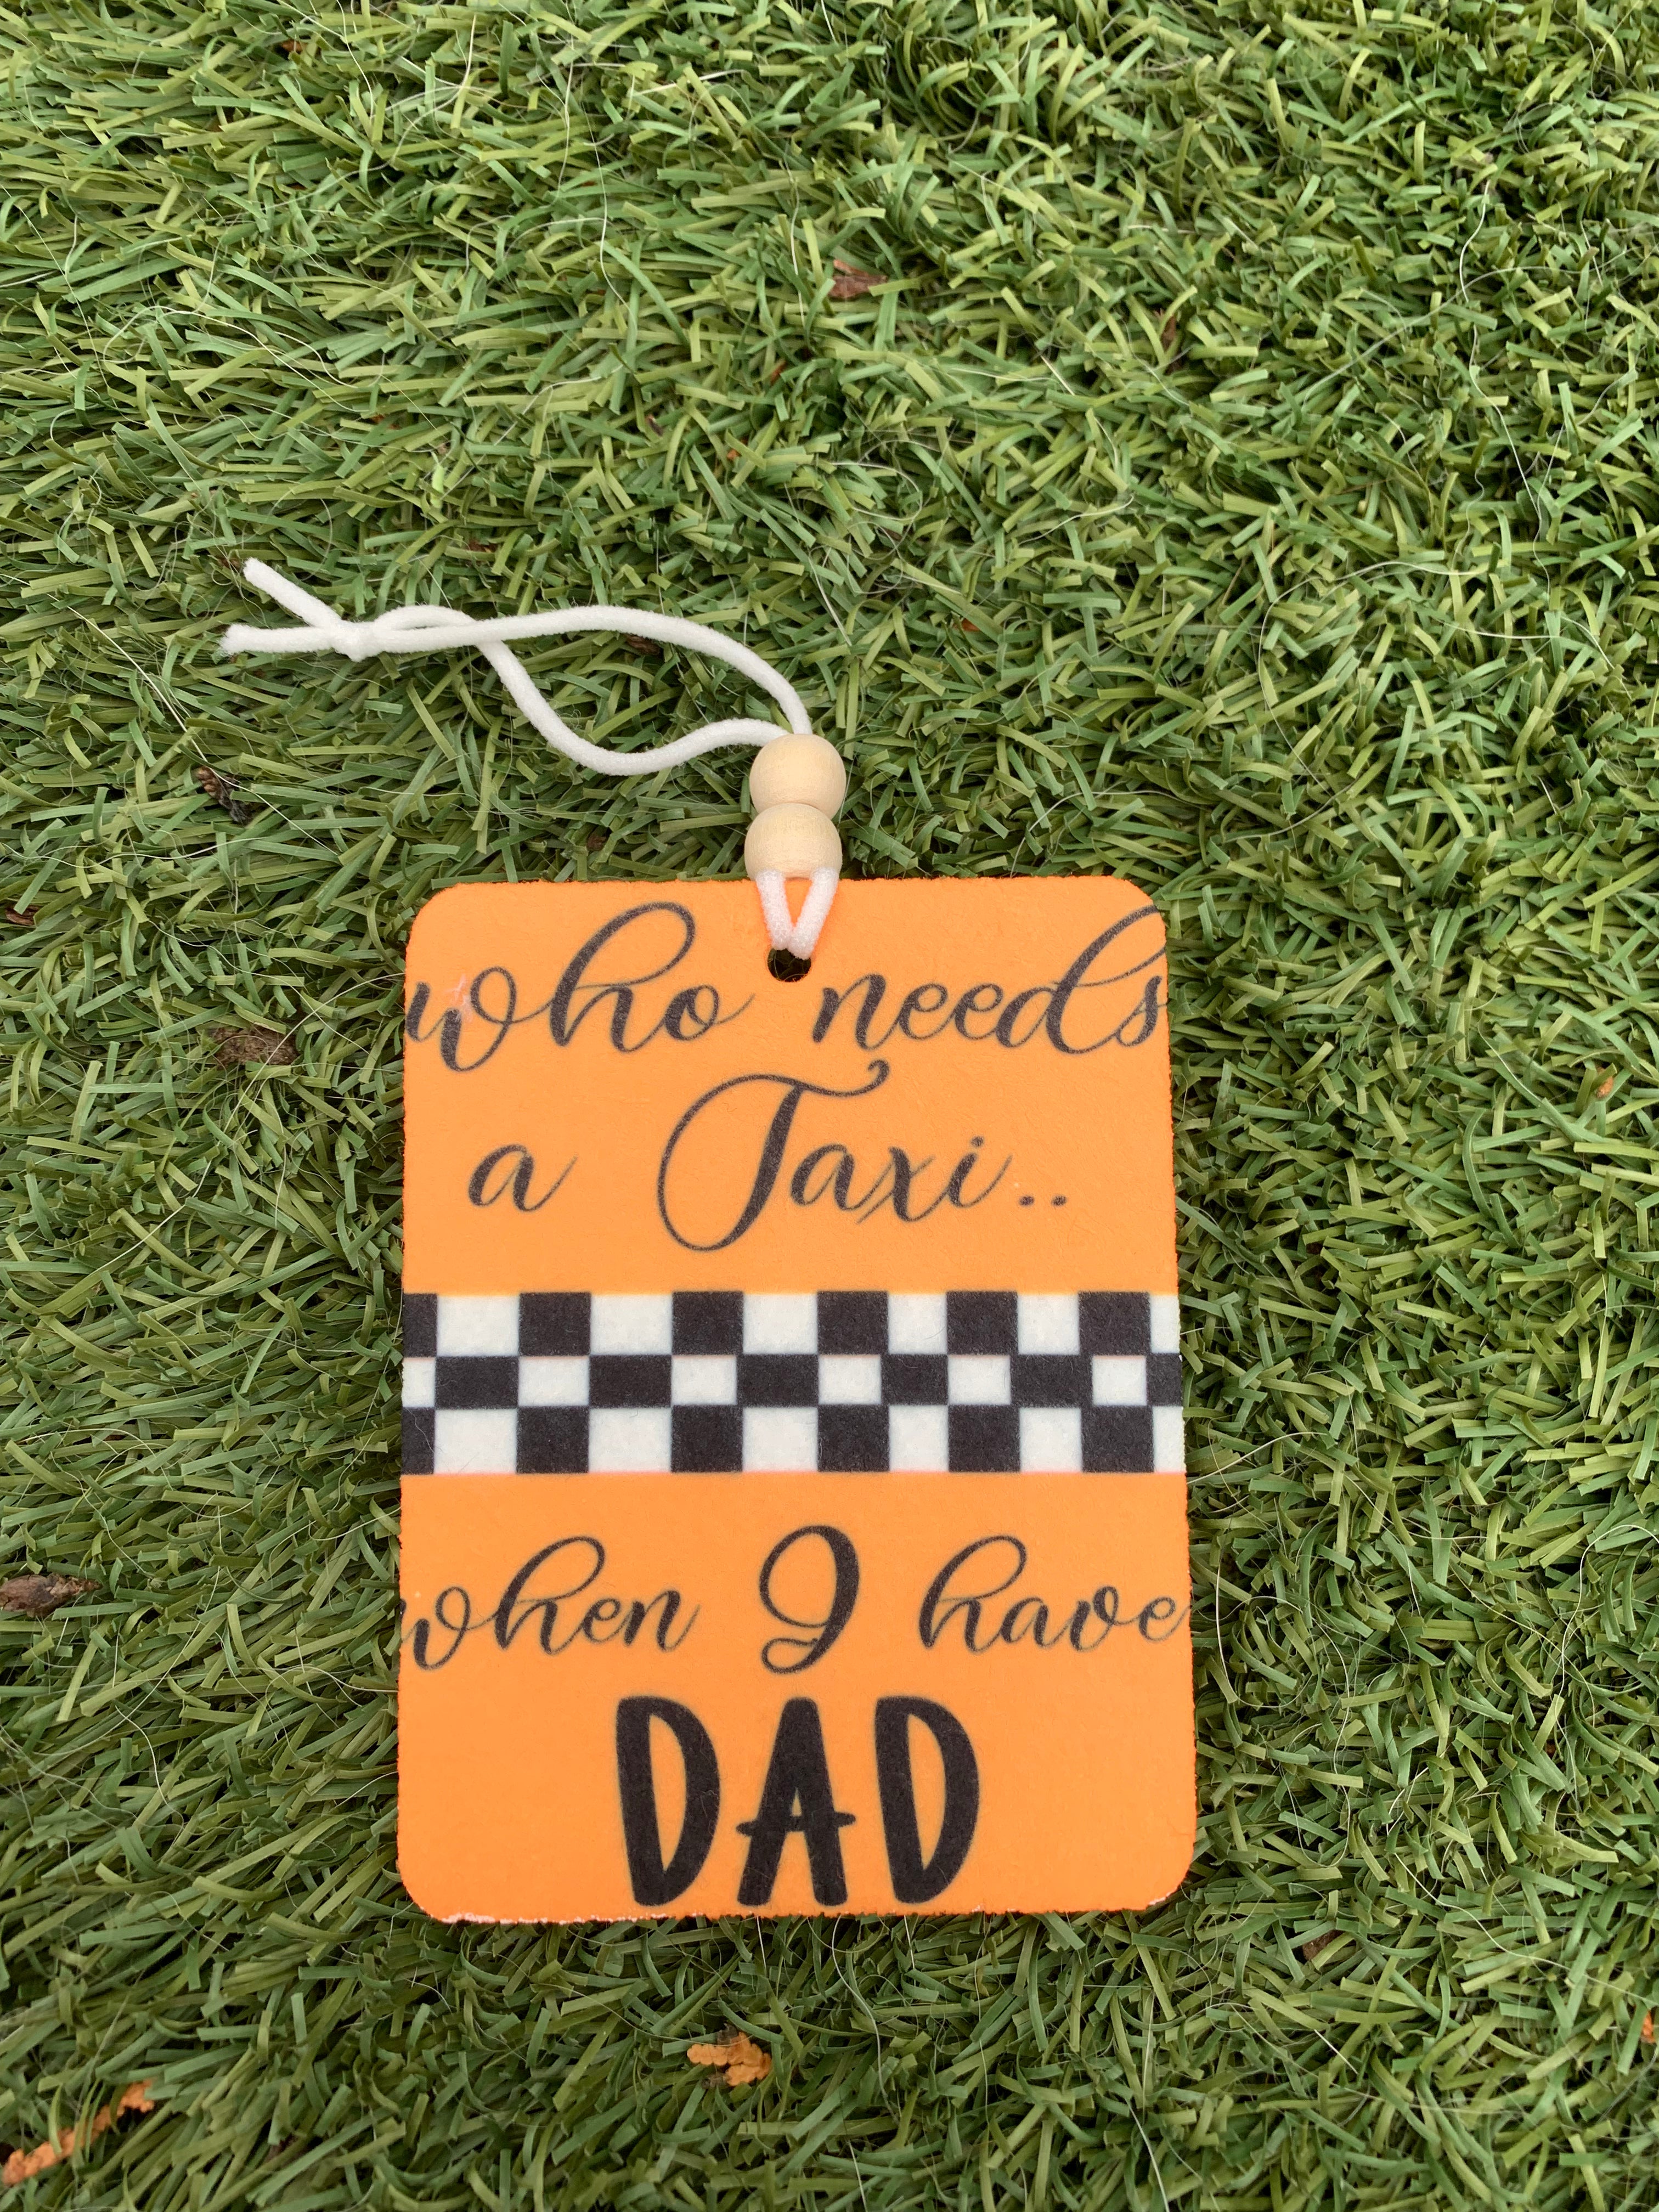 who needs
a Taxi..
when I have
DAD